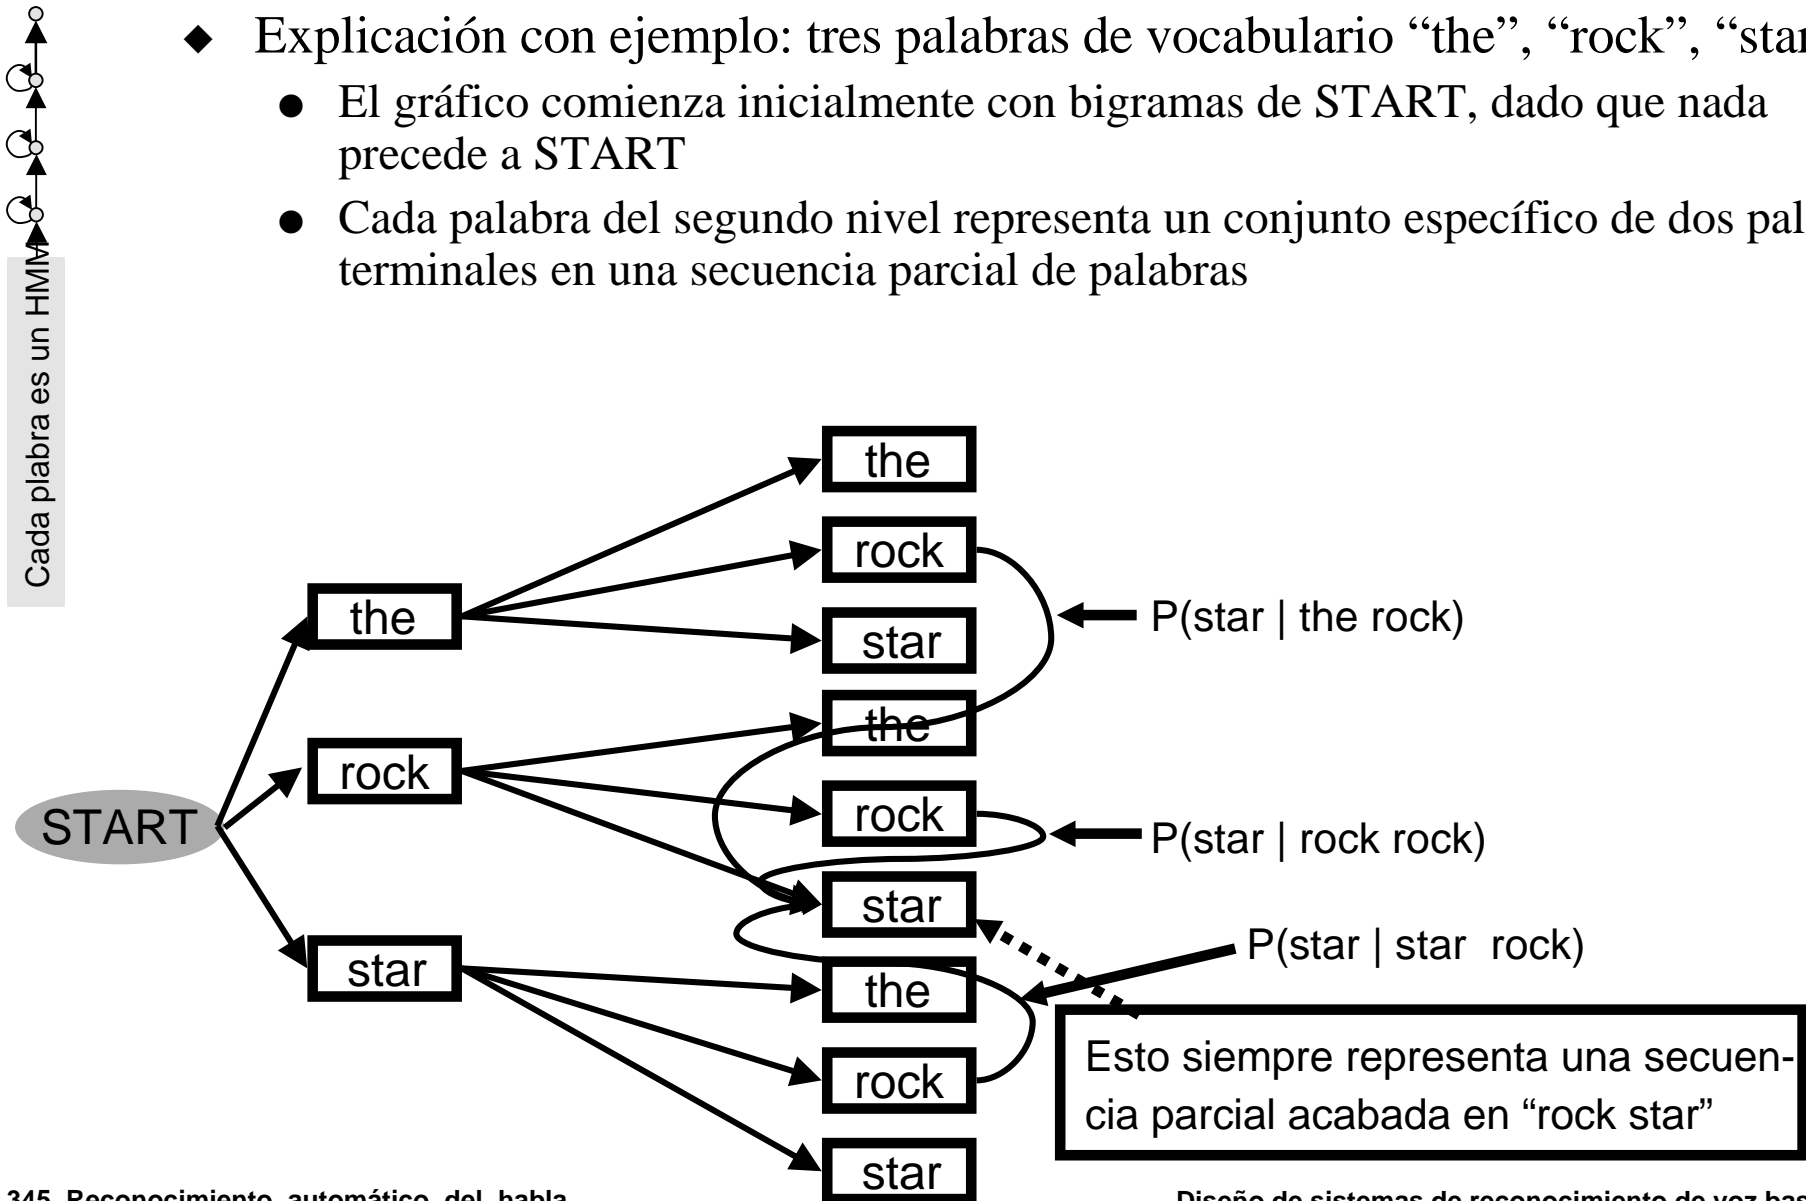 ◆ Explicación con ejemplo: tres palabras de vocabulario “the”, “rock”, “star
● El gráfico comienza inicialmente con bigramas de START, dado que nada
precede a START
● Cada palabra del segundo nivel representa un conjunto específico de dos pal
terminales en una secuencia parcial de palabras
Cada plabra es un HMM
START
the
rock
star
the
rock
star
the
rock
star
the
rock
star
P(star | the rock)
P(star | rock rock)
P(star | star rock)
Esto siempre representa una secuen-
cia parcial acabada en “rock star”
345 Reconocimiento automático del habla
Diseño de sistemas de reconocimiento de voz bas